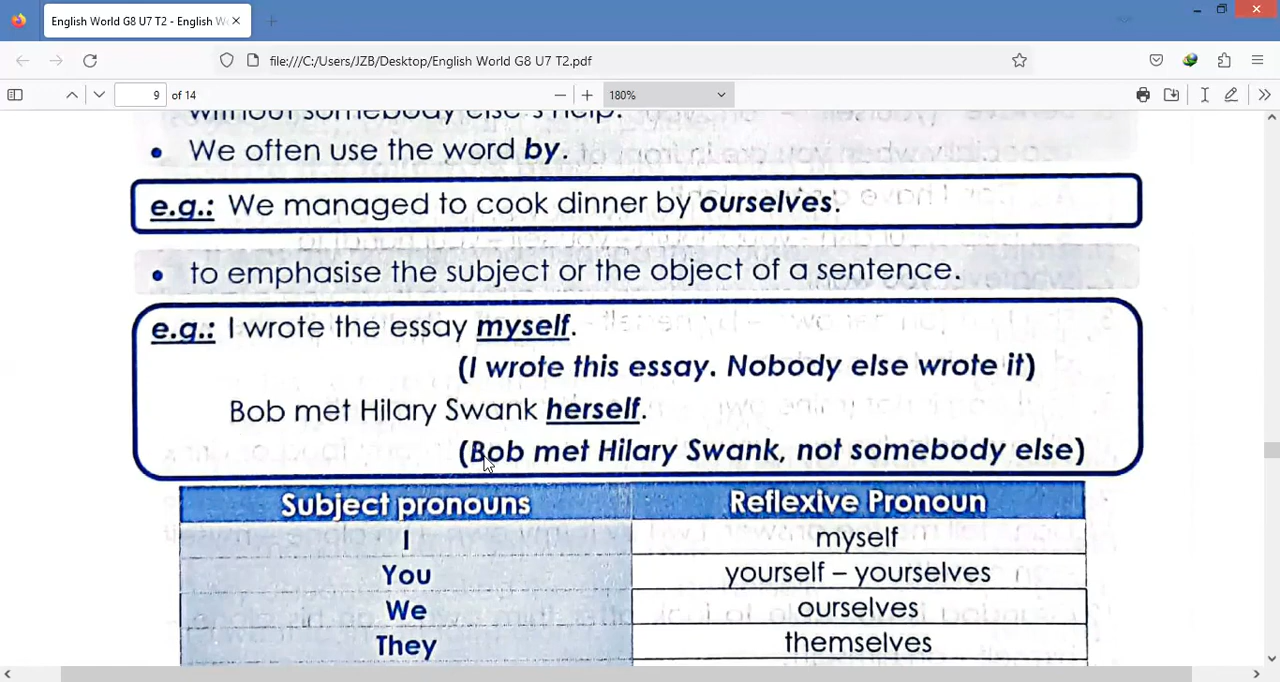 English World G8 U7 T2 - English W
file:///C:/Users/JZB/Desktop/English World G8 U7 T2.pdf
9 of 14
180%
without somebody else's help.
• We often use the word by.
e.g.: We managed to cook dinner by ourselves.
• to emphasise the subject or the object of a sentence.
e.g.: I wrote the essay myself.
(I wrote this essay. Nobody else wrote it)
Bob met Hilary Swank herself.
(Bob met Hilary Swank, not somebody else)
Subject pronouns Reflexive Pronoun
I myself
You yourself – yourselves
We ourselves
They themselves